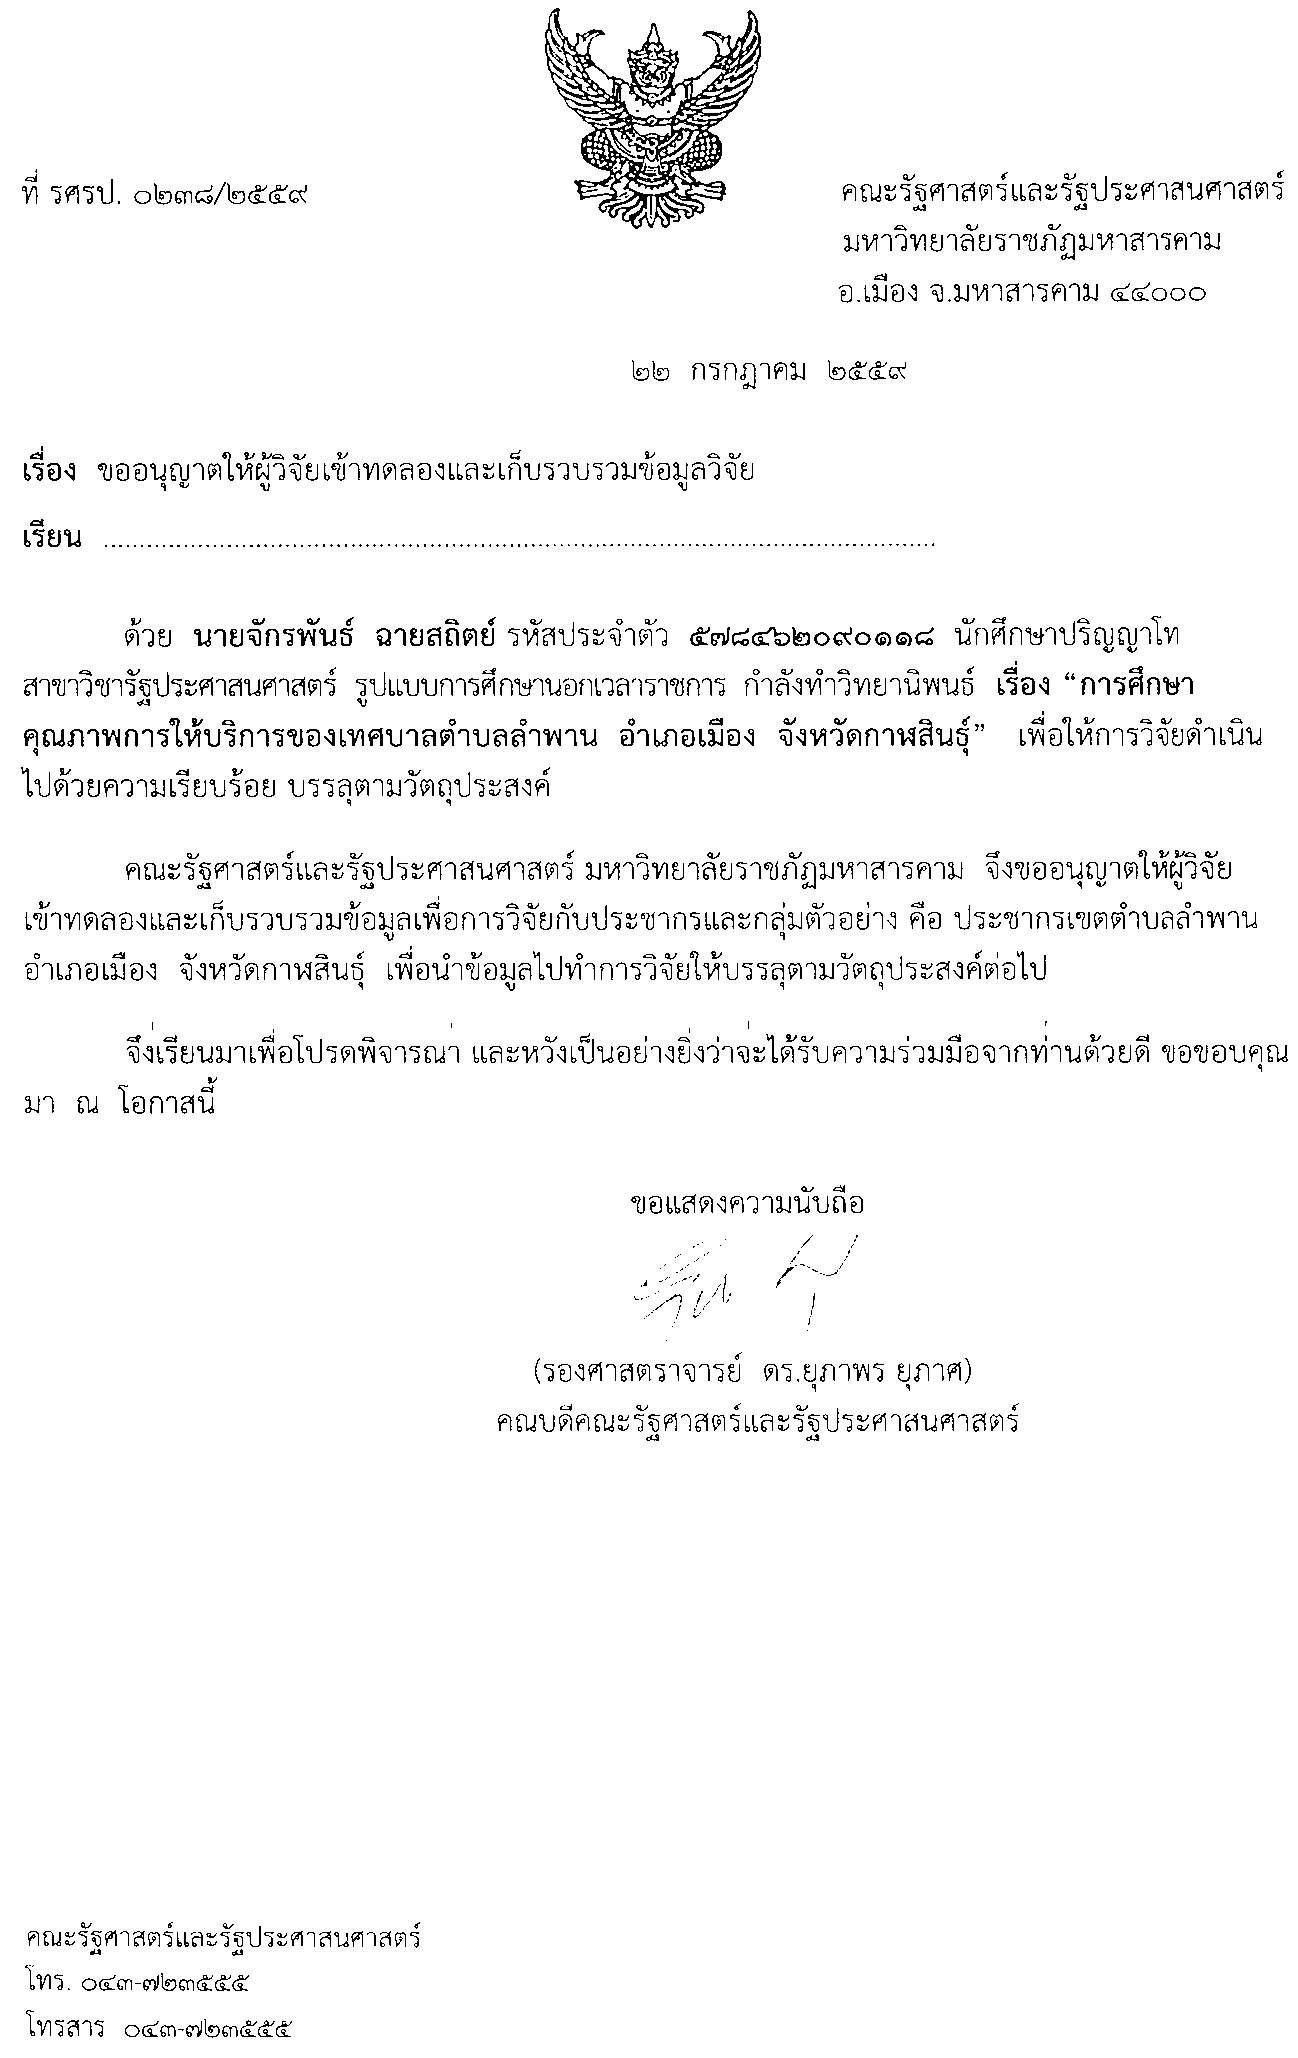 ที่ รศรป. ๐๒๓๘/๒๕๕๙
คณะรัฐศาสตร์และรัฐประศาสนศาสตร์
มหาวิทยาลัยราชภัฏมหาสารคาม
อ.เมือง จ.มหาสารคาม ๔๔๐๐๐
๒๒ กรกฎาคม ๒๕๕๙
เรื่อง ขออนุญาตให้ผู้วิจัยเข้าทดลองและเก็บรวบรวมข้อมูลวิจัย
เรียน ........................................................................................................................
ด้วย นายจักรพันธ์ ฉายสถิตย์ รหัสประจำตัว ๕๗๘๔๖๒๐๙๐๑๑๘ นักศึกษาปริญญาโท
สาขาวิชารัฐประศาสนศาสตร์ รูปแบบการศึกษานอกเวลาราชการ กำลังทำวิทยานิพนธ์ เรื่อง “การศึกษา
คุณภาพการให้บริการของเทศบาลตำบลลำพาน อำเภอเมือง จังหวัดกาฬสินธุ์” เพื่อให้การวิจัยดำเนิน
ไปด้วยความเรียบร้อย บรรลุตามวัตถุประสงค์
คณะรัฐศาสตร์และรัฐประศาสนศาสตร์ มหาวิทยาลัยราชภัฏมหาสารคาม จึงขออนุญาตให้ผู้วิจัย
เข้าทดลองและเก็บรวบรวมข้อมูลเพื่อการวิจัยกับประชากรและกลุ่มตัวอย่าง คือ ประชากรเขตตำบลลำพาน
อำเภอเมือง จังหวัดกาฬสินธุ์ เพื่อนำข้อมูลไปทำการวิจัยให้บรรลุตามวัตถุประสงค์ต่อไป
จึงเรียนมาเพื่อโปรดพิจารณา และหวังเป็นอย่างยิ่งว่าจะได้รับความร่วมมือจากท่านด้วยดี ขอขอบคุณ
มา ณ โอกาสนี้
ขอแสดงความนับถือ
(รองศาสตราจารย์ ดร.ยุภาพร ยุภาศ)
คณบดีคณะรัฐศาสตร์และรัฐประศาสนศาสตร์
คณะรัฐศาสตร์และรัฐประศาสนศาสตร์
โทร. ๐๔๓-๗๒๓๕๕๕
โทรสาร ๐๔๓-๗๒๓๕๕๕